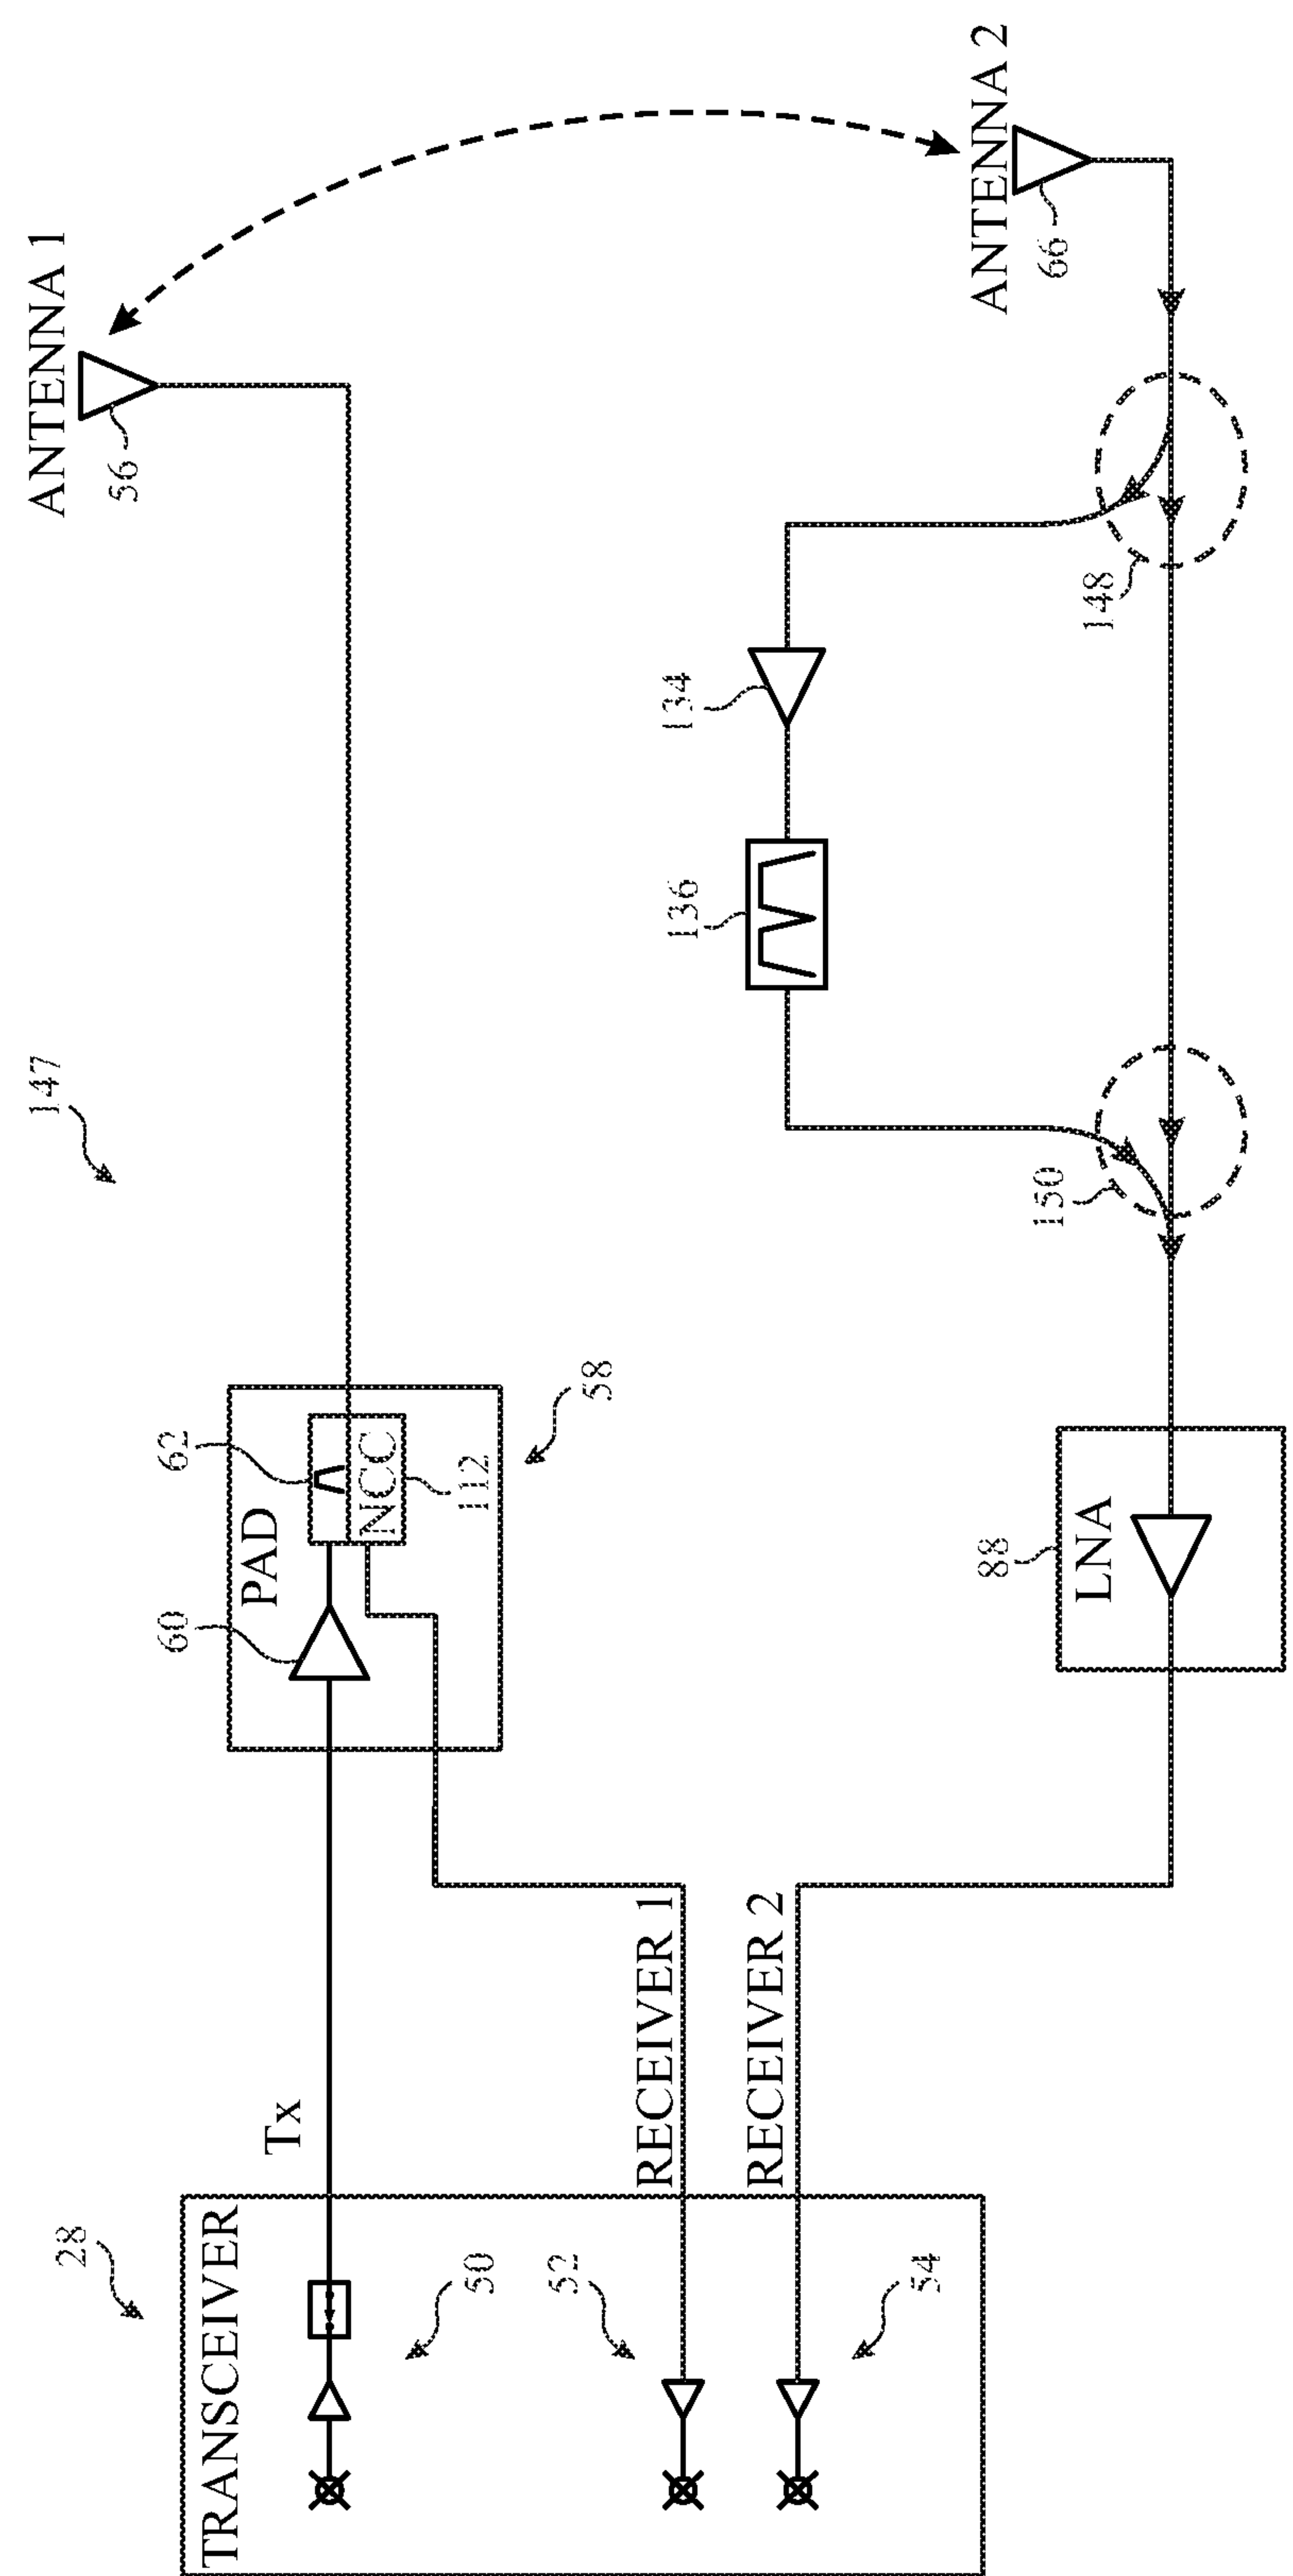 147
ANTENNA 1
56
ANTENNA 2
66
62
PAD
60
NCC
112
58
134
136
148
150
88
LNA
28
TRANSCEIVER
Tx
50
52
RECEIVER 1
RECEIVER 2
54